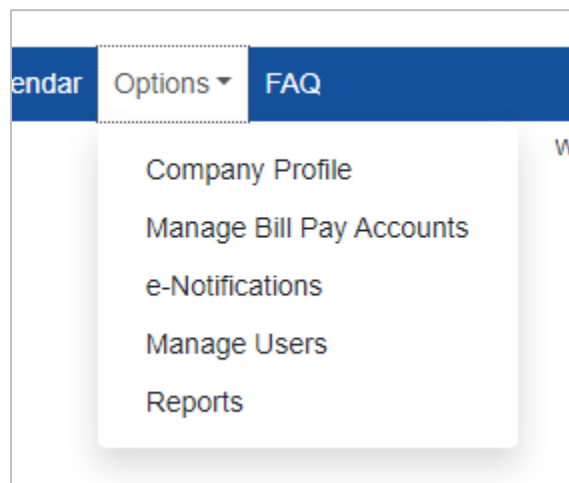 endar Options FAQ
Company Profile
Manage Bill Pay Accounts
e-Notifications
Manage Users
Reports